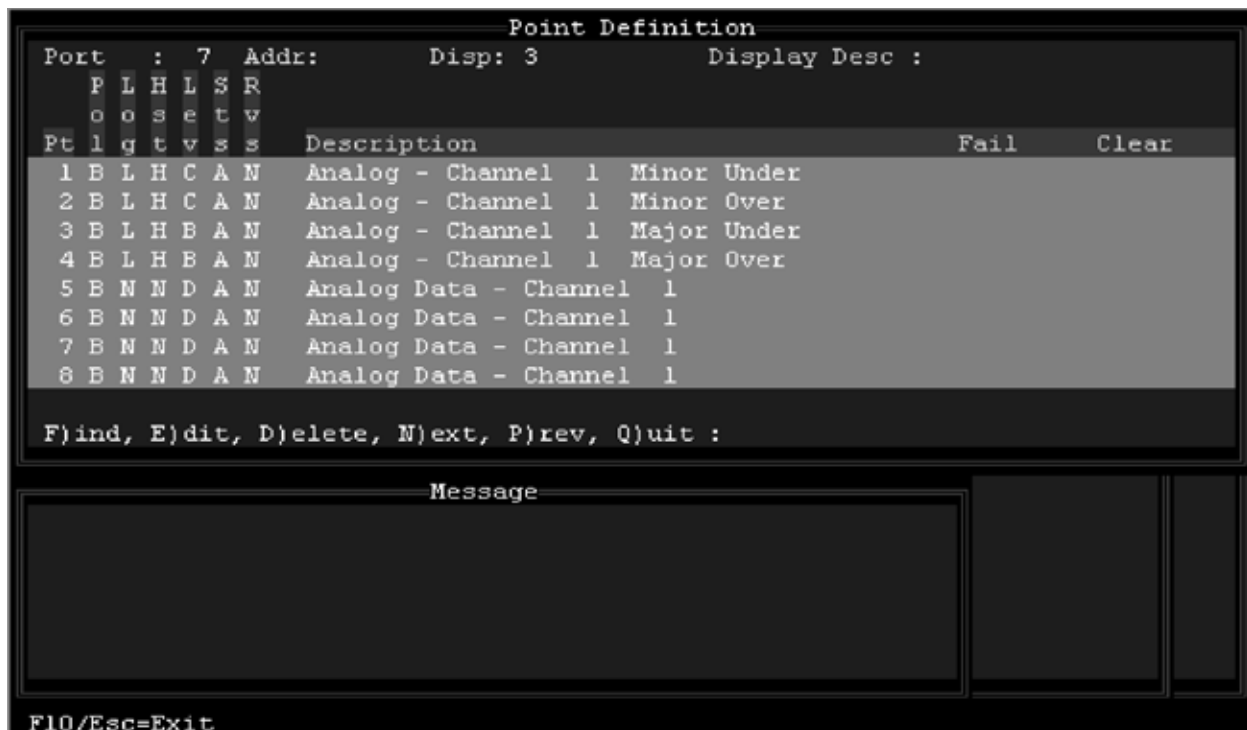 Point Definition
Port : 7 Addr: Disp: 3 Display Desc :
P L H L S R
o o s e t v
Pt l g t v s s Description Fail Clear
1 B L H C A N Analog - Channel 1 Minor Under
2 B L H C A N Analog - Channel 1 Minor Over
3 B L H B A N Analog - Channel 1 Major Under
4 B L H B A N Analog - Channel 1 Major Over
5 B N N D A N Analog Data - Channel 1
6 B N N D A N Analog Data - Channel 1
7 B N N D A N Analog Data - Channel 1
8 B N N D A N Analog Data - Channel 1
F)ind, E)dit, D)elete, N)ext, P)rev, Q)uit :
Message
F10/Esc=Exit